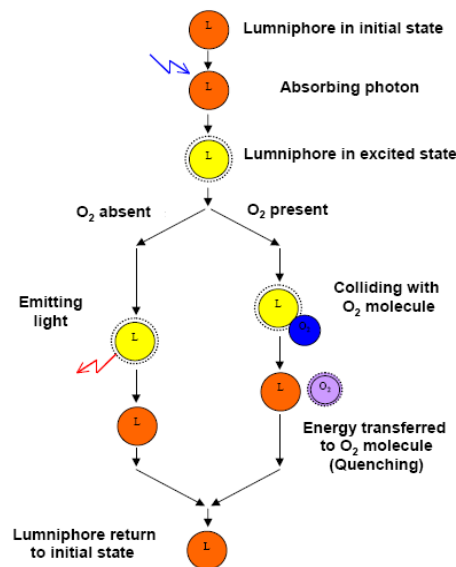 L
Lumniphore in initial state
L
Absorbing photon
L
Lumniphore in excited state
O₂ absent
O₂ present
Emitting
light
L
L
O₂
Colliding with
O₂ molecule
L
L
O₂
Energy transferred
to O₂ molecule
(Quenching)
Lumniphore return
to initial state
L